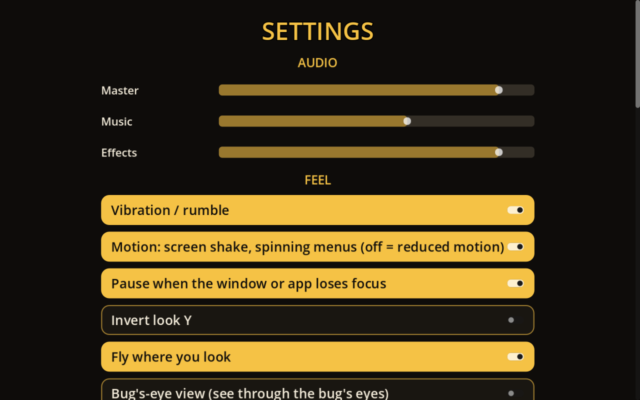 SETTINGS
AUDIO
Master
Music
Effects
FEEL
Vibration / rumble
Motion: screen shake, spinning menus (off = reduced motion)
Pause when the window or app loses focus
Invert look Y
Fly where you look
Bug's-eye view (see through the bug's eyes)